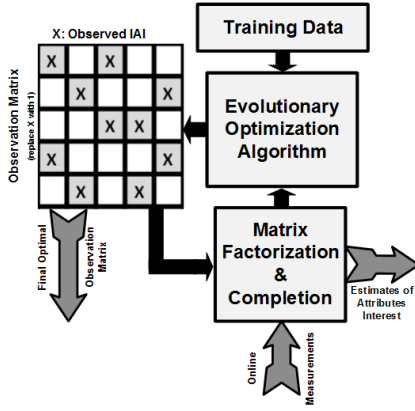 Training Data
X: Observed IAI
X
X
X
X
X
X
X
X
X
X
Observation Matrix
(replace X with 1)
Evolutionary
Optimization
Algorithm
Matrix
Factorization
&
Completion
Final Optimal
Observation
Matrix
Estimates of
Attributes
Interest
Online
Measurements